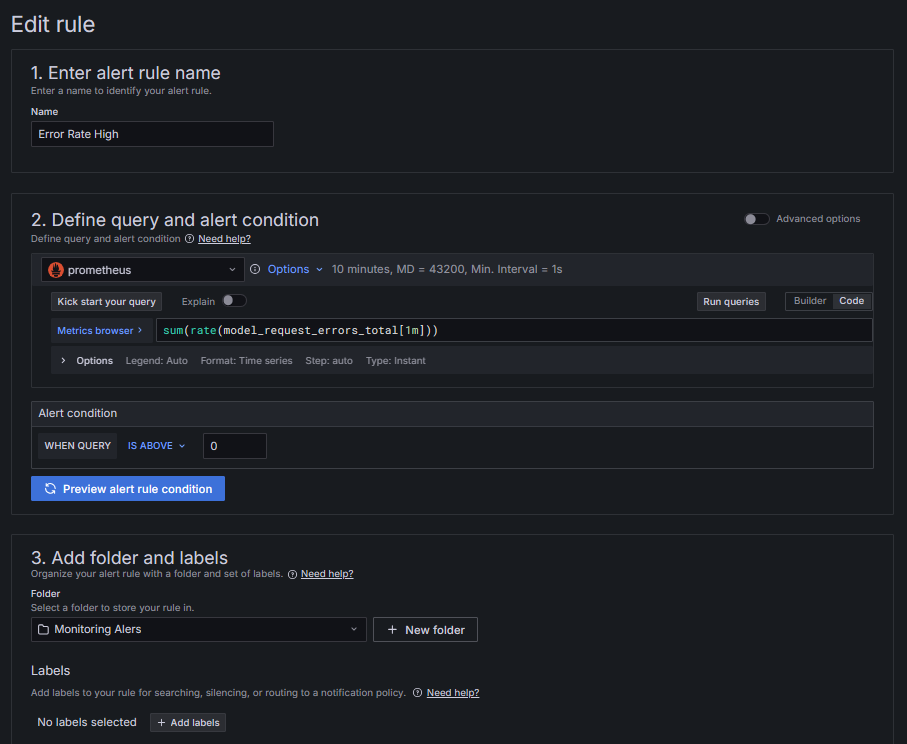 Edit rule
1. Enter alert rule name
Enter a name to identify your alert rule.
Name
Error Rate High
2. Define query and alert condition
Advanced options
Define query and alert condition Need help?
prometheus Options 10 minutes, MD = 43200, Min. Interval = 1s
Kick start your query Explain Run queries Builder Code
Metrics browser > sum(rate(model_request_errors_total[1m]))
Options Legend: Auto Format: Time series Step: auto Type: Instant
Alert condition
WHEN QUERY IS ABOVE 0
Preview alert rule condition
3. Add folder and labels
Organize your alert rule with a folder and set of labels. Need help?
Folder
Select a folder to store your rule in.
Monitoring Alers + New folder
Labels
Add labels to your rule for searching, silencing, or routing to a notification policy. Need help?
No labels selected + Add labels